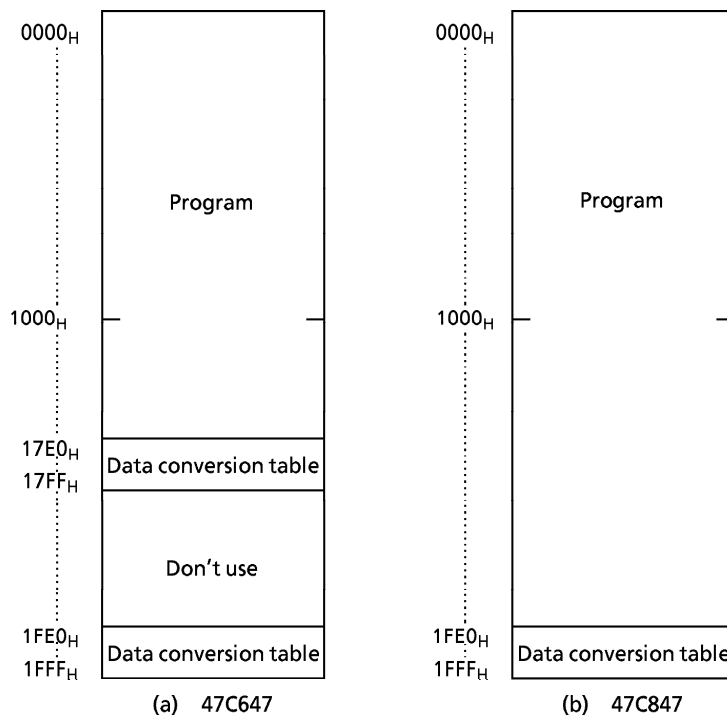 0000H
Program
1000H
17E0H
Data conversion table
17FFH
Don't use
1FE0H
Data conversion table
1FFFH
(a) 47C647
0000H
Program
1000H
1FE0H
Data conversion table
1FFFH
(b) 47C847